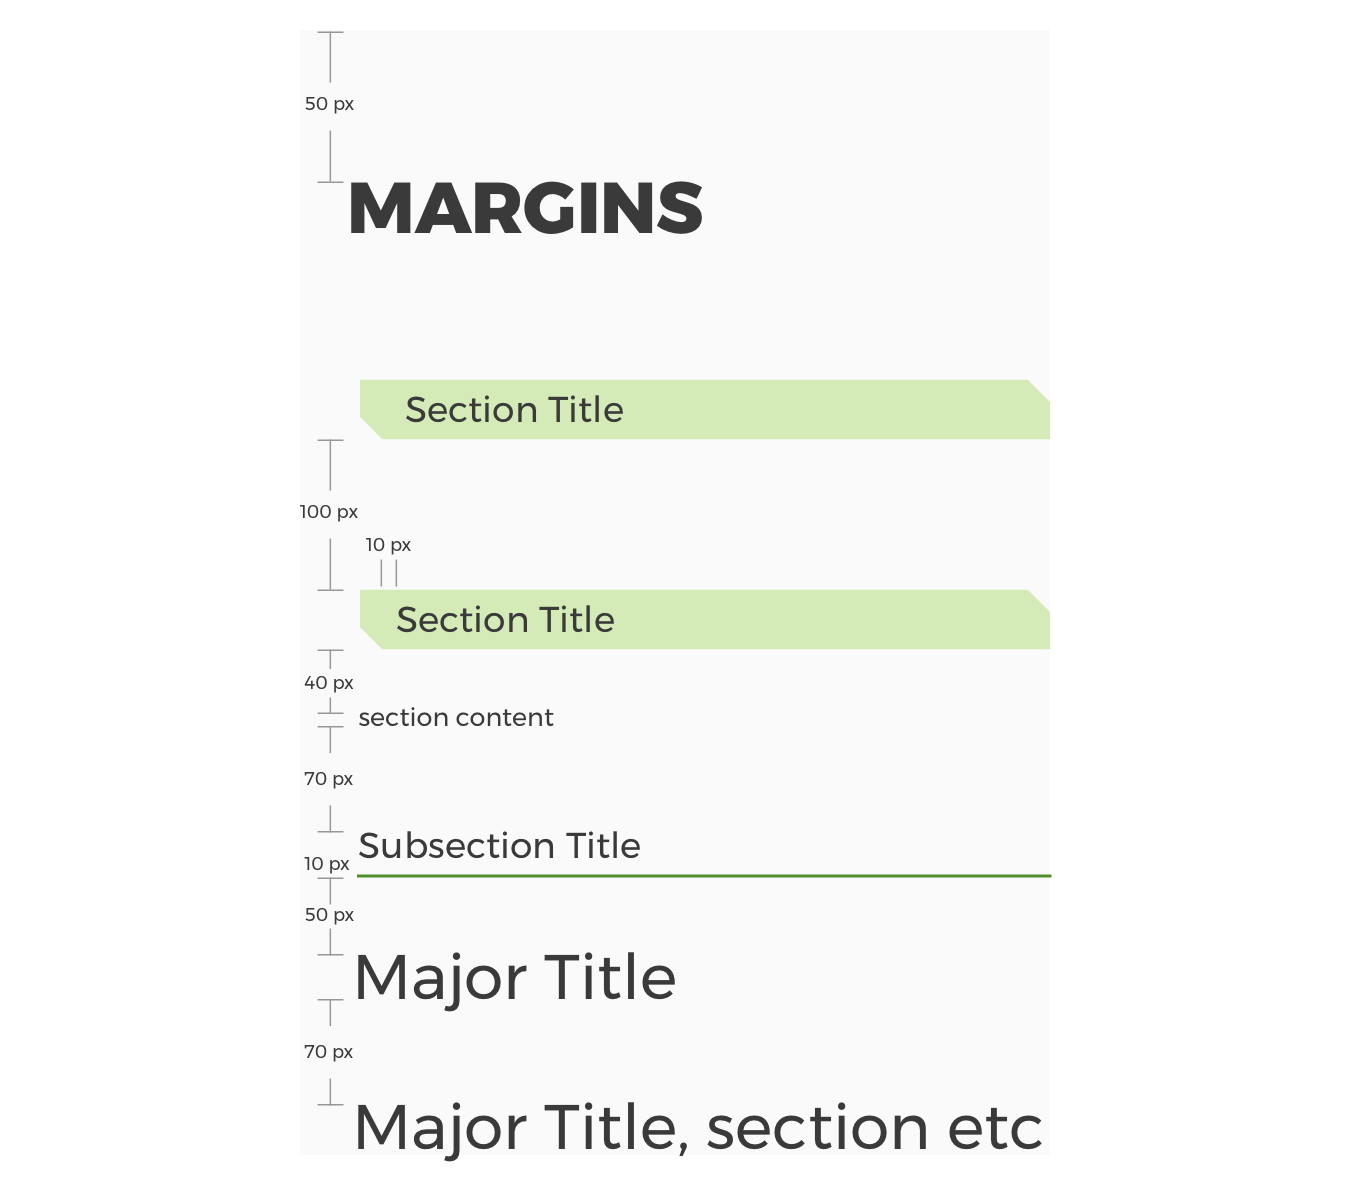 50 px
MARGINS
Section Title
100 px
10 px
Section Title
40 px
section content
70 px
Subsection Title
10 px
50 px
Major Title
70 px
Major Title, section etc